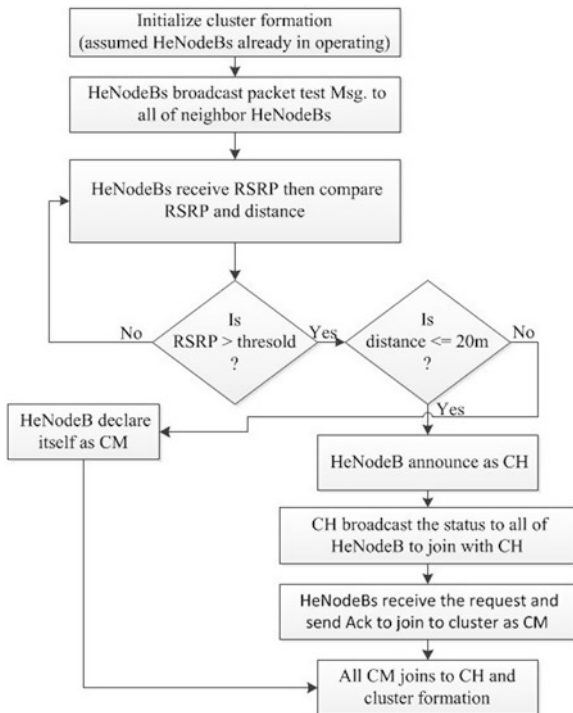 Initialize cluster formation
(assumed HeNodeBs already in operating)
HeNodeBs broadcast packet test Msg. to
all of neighbor HeNodeBs
HeNodeBs receive RSRP then compare
RSRP and distance
Is
RSRP > thresold
?
No
Yes
Is
distance <= 20m
?
No
Yes
HeNodeB declare
itself as CM
HeNodeB announce as CH
CH broadcast the status to all of
HeNodeB to join with CH
HeNodeBs receive the request and
send Ack to join to cluster as CM
All CM joins to CH and
cluster formation